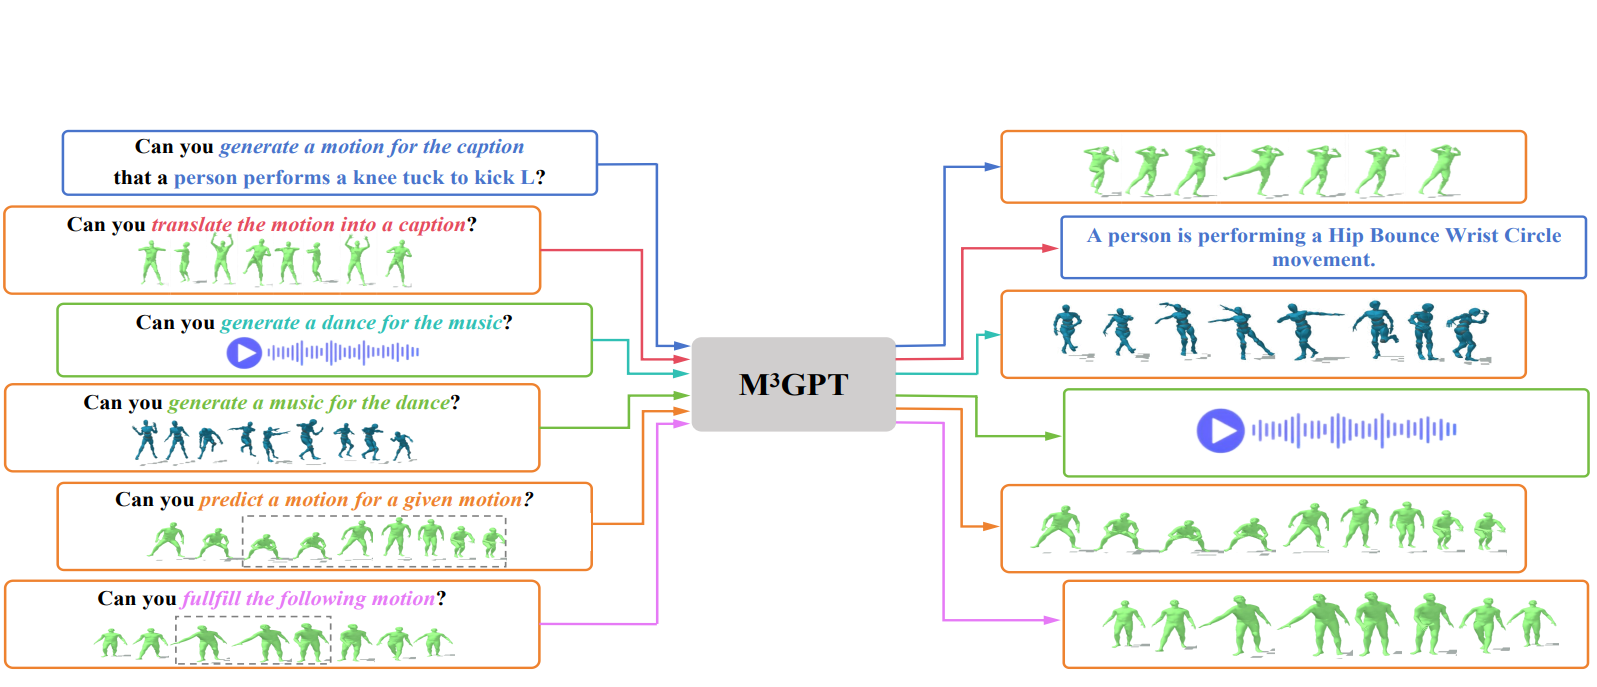 Can you generate a motion for the caption
that a person performs a knee tuck to kick L?
Can you translate the motion into a caption?
Can you generate a dance for the music?
Can you generate a music for the dance?
Can you predict a motion for a given motion?
Can you fullfill the following motion?
M³GPT
A person is performing a Hip Bounce Wrist Circle
movement.